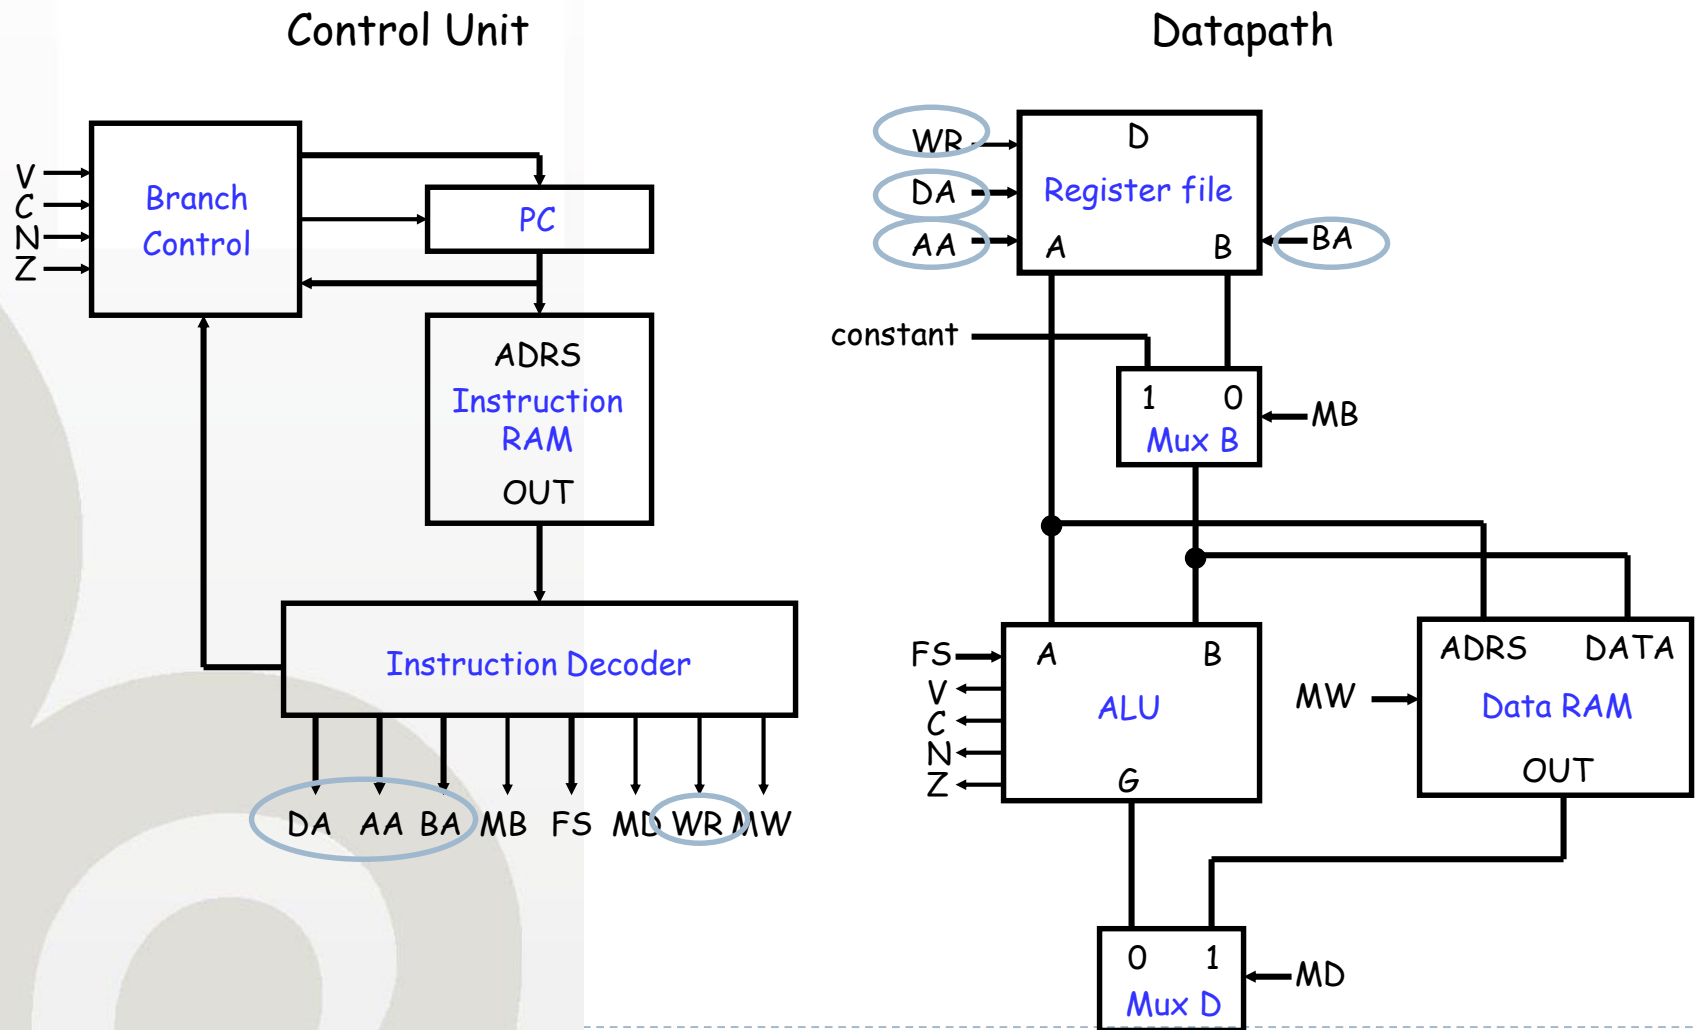 Control Unit
Datapath
V
C
N
Z
Branch
Control
PC
ADRS
Instruction
RAM
OUT
Instruction Decoder
DA AA BA MB FS MD WR MW
WR
DA
AA
D
Register file
A B
BA
constant
1 0
Mux B
MB
FS
V
C
N
Z
A B
ALU
G
MW
ADRS DATA
Data RAM
OUT
0 1
Mux D
MD